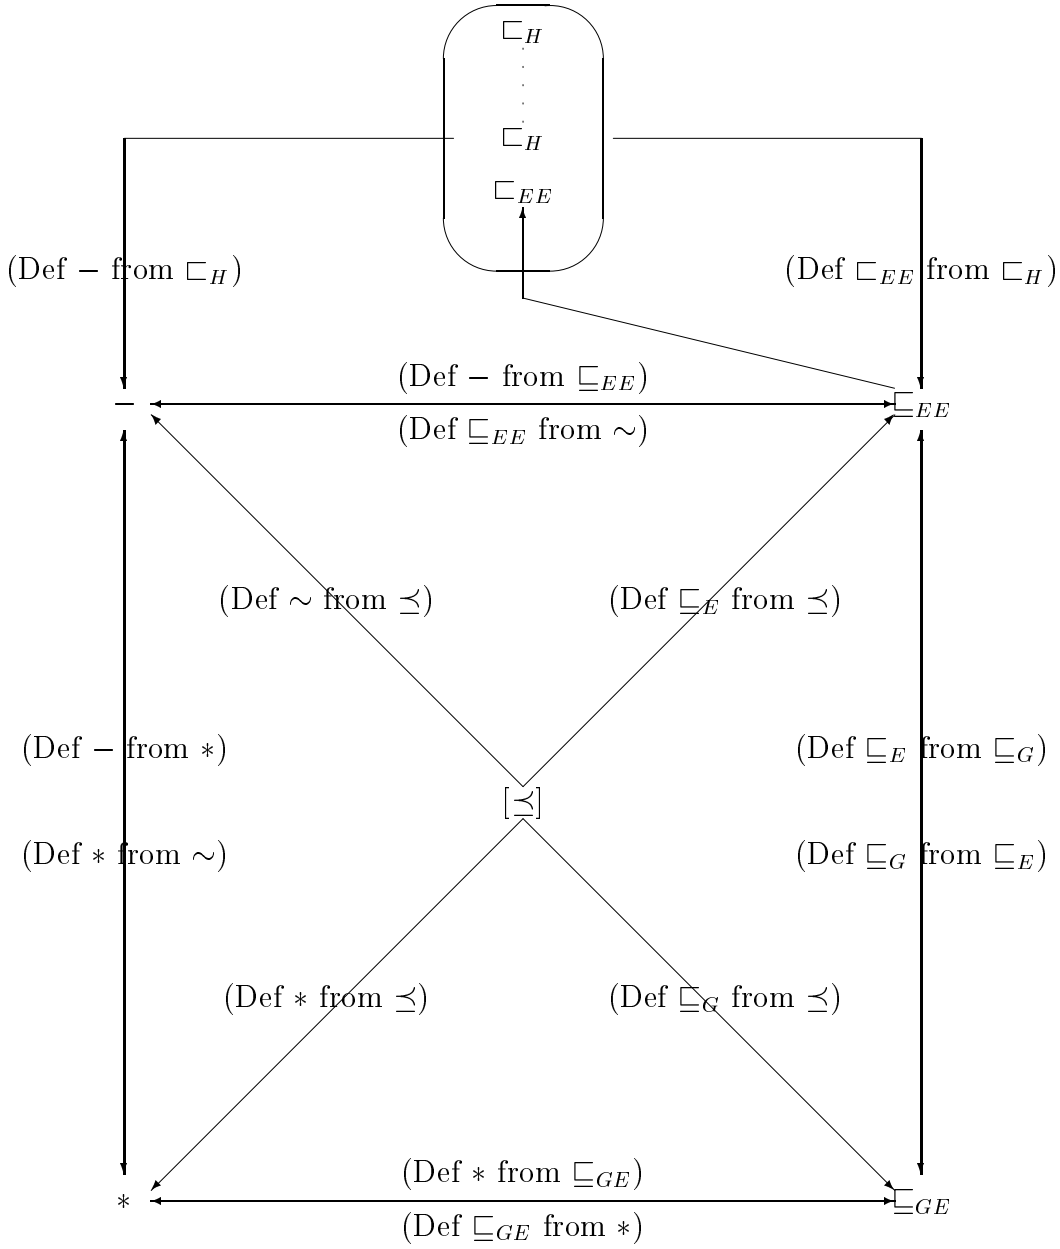 ⊏_H
⊏_H
⊏_EE
(Def − from ⊏_H)
(Def ⊏_EE from ⊏_H)
(Def − from ⊑_EE)
−
⊑_EE
(Def ⊑_EE from ∼)
(Def ∼ from ⪯)
(Def ⊑_E from ⪯)
(Def − from ∗)
(Def ⊑_E from ⊑_G)
[⪯]
(Def ∗ from ∼)
(Def ⊑_G from ⊑_E)
(Def ∗ from ⪯)
(Def ⊑_G from ⪯)
(Def ∗ from ⊑_GE)
∗
⊑_GE
(Def ⊑_GE from ∗)